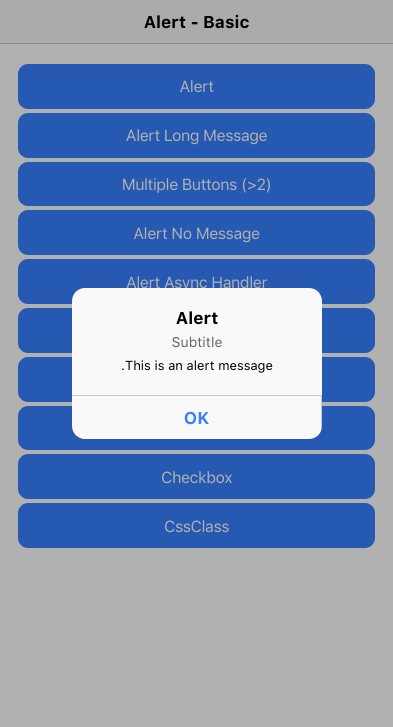 Alert - Basic
Alert
Alert Long Message
Multiple Buttons (>2)
Alert No Message
Alert Async Handler
Alert
Subtitle
.This is an alert message
OK
Checkbox
CssClass